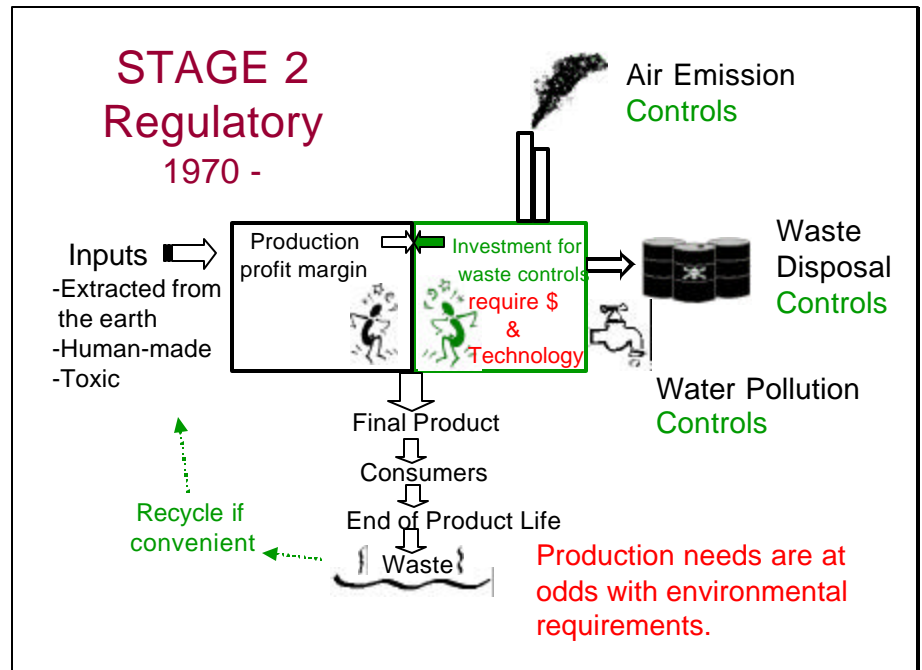 STAGE 2
Regulatory
1970 -
Air Emission
Controls
Inputs
-Extracted from
the earth
-Human-made
-Toxic
Production
profit margin
Investment for
waste controls
require $
&
Technology
Waste
Disposal
Controls
Water Pollution
Controls
Final Product
Consumers
End of Product Life
Waste
Recycle if
convenient
Production needs are at
odds with environmental
requirements.